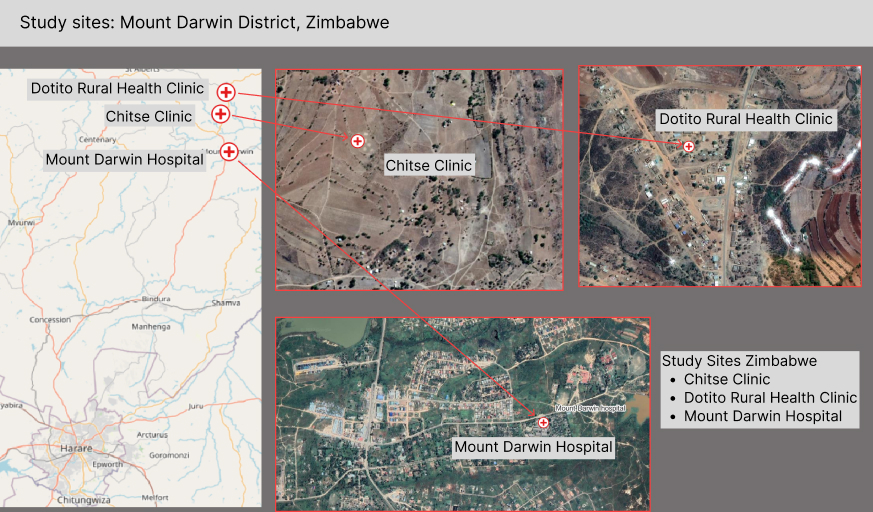 Study sites: Mount Darwin District, Zimbabwe
St Alberts
Dotito Rural Health Clinic
Chitse Clinic
Centenary
Mount Darwin Hospital
Mvurwi
Bindura
Shamva
Concession
Manhenga
Juru
Arcturus
Harare
Goromonzi
Epworth
Chitungwiza
Melfort
Chitse Clinic
Dotito Rural Health Clinic
Mount Darwin hospital
Mount Darwin Hospital
Study Sites Zimbabwe
• Chitse Clinic
• Dotito Rural Health Clinic
• Mount Darwin Hospital